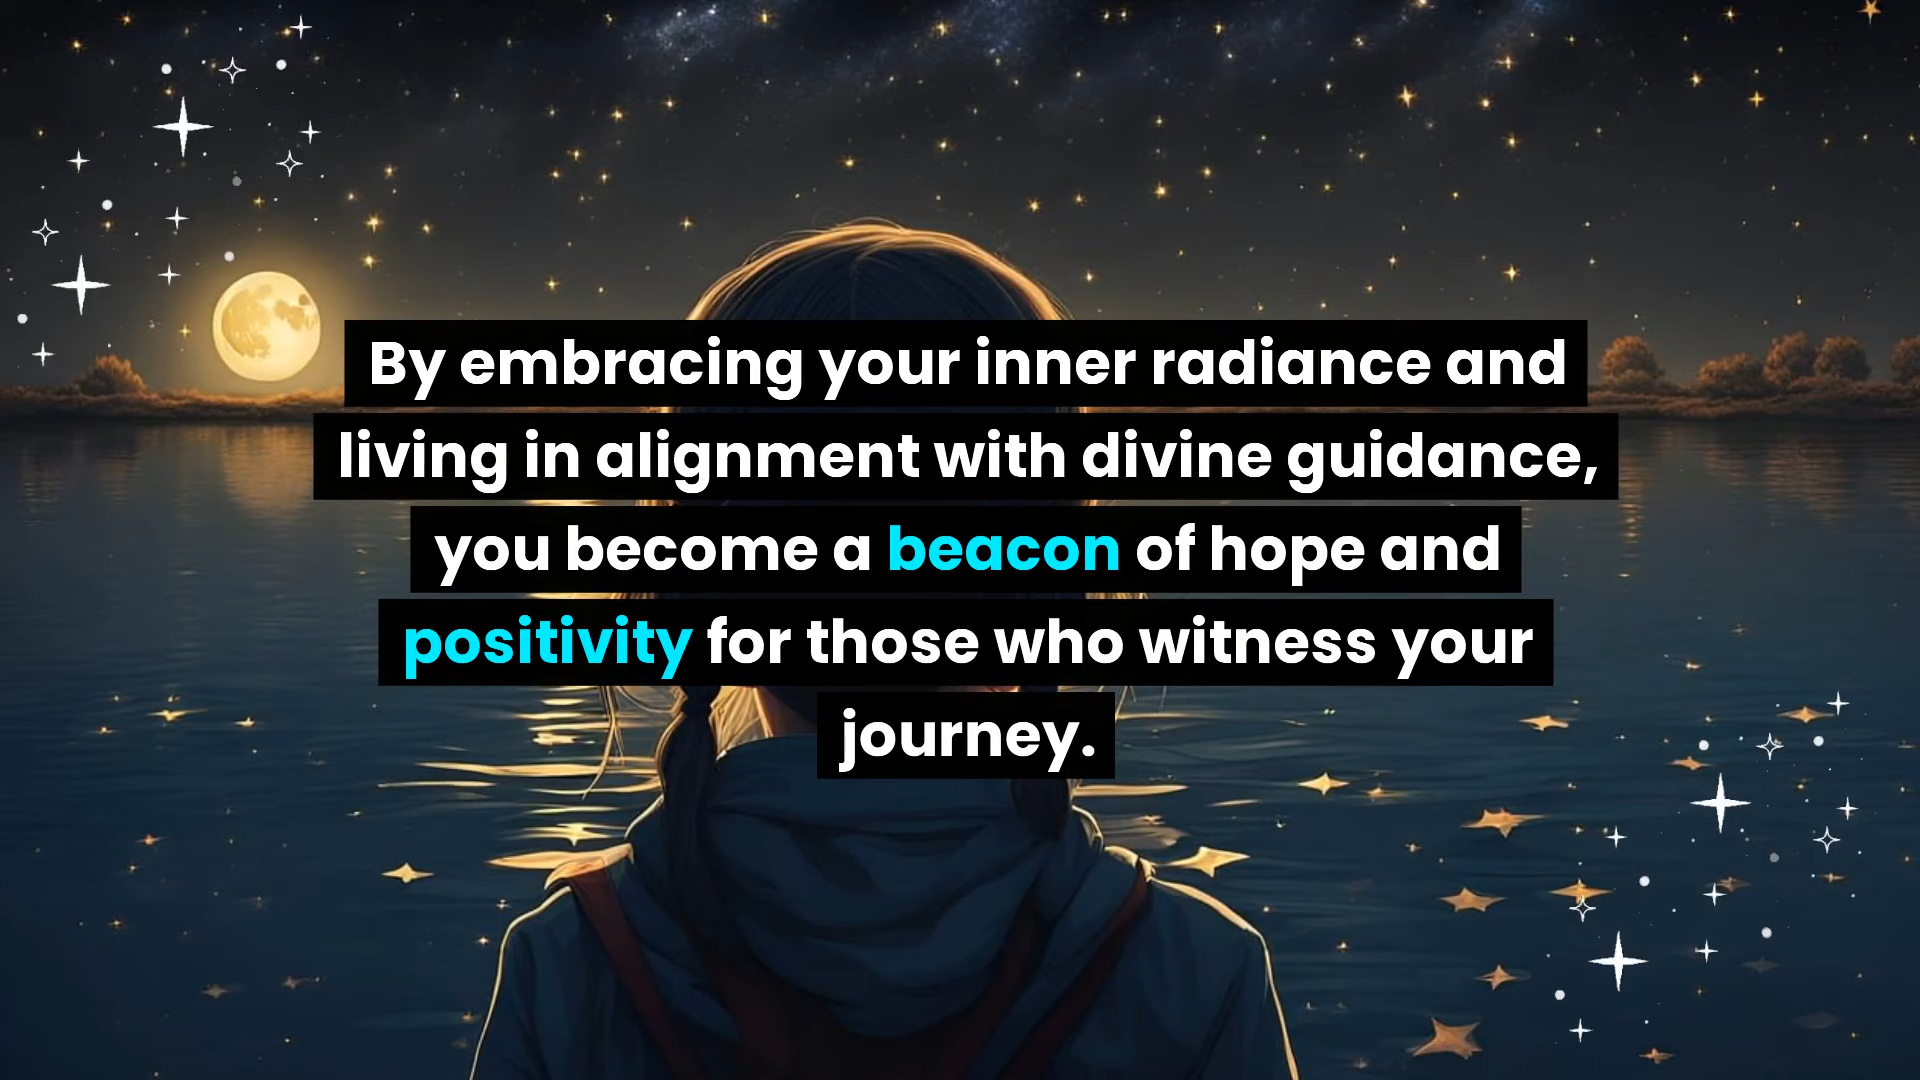 By embracing your inner radiance and
living in alignment with divine guidance,
you become a beacon of hope and
positivity for those who witness your
journey.